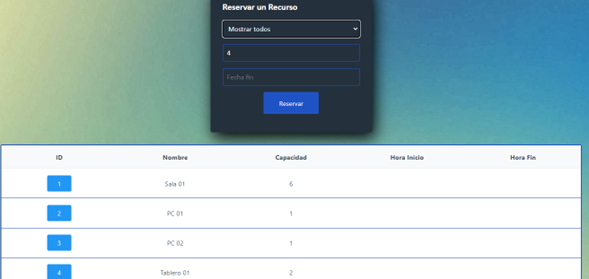 Reservar un Recurso
Mostrar todos
4
Fecha fin
Reservar
ID Nombre Capacidad Hora Inicio Hora Fin
1 Sala 01 6
2 PC 01 1
3 PC 02 1
4 Tablero 01 2